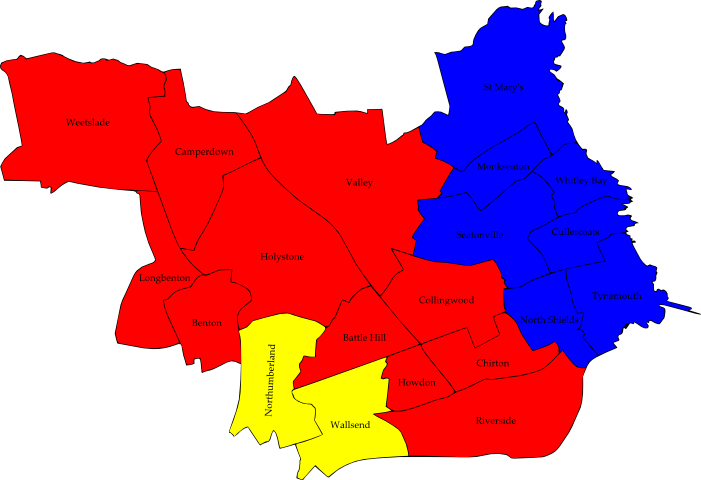 St Mary's
Weetslade
Camperdown
Monkseaton
Valley
Whitley Bay
Seatonville
Cullercoats
Holystone
Longbenton
Collingwood
Tynemouth
Benton
Battle Hill
North Shields
Northumberland
Chirton
Howdon
Wallsend
Riverside